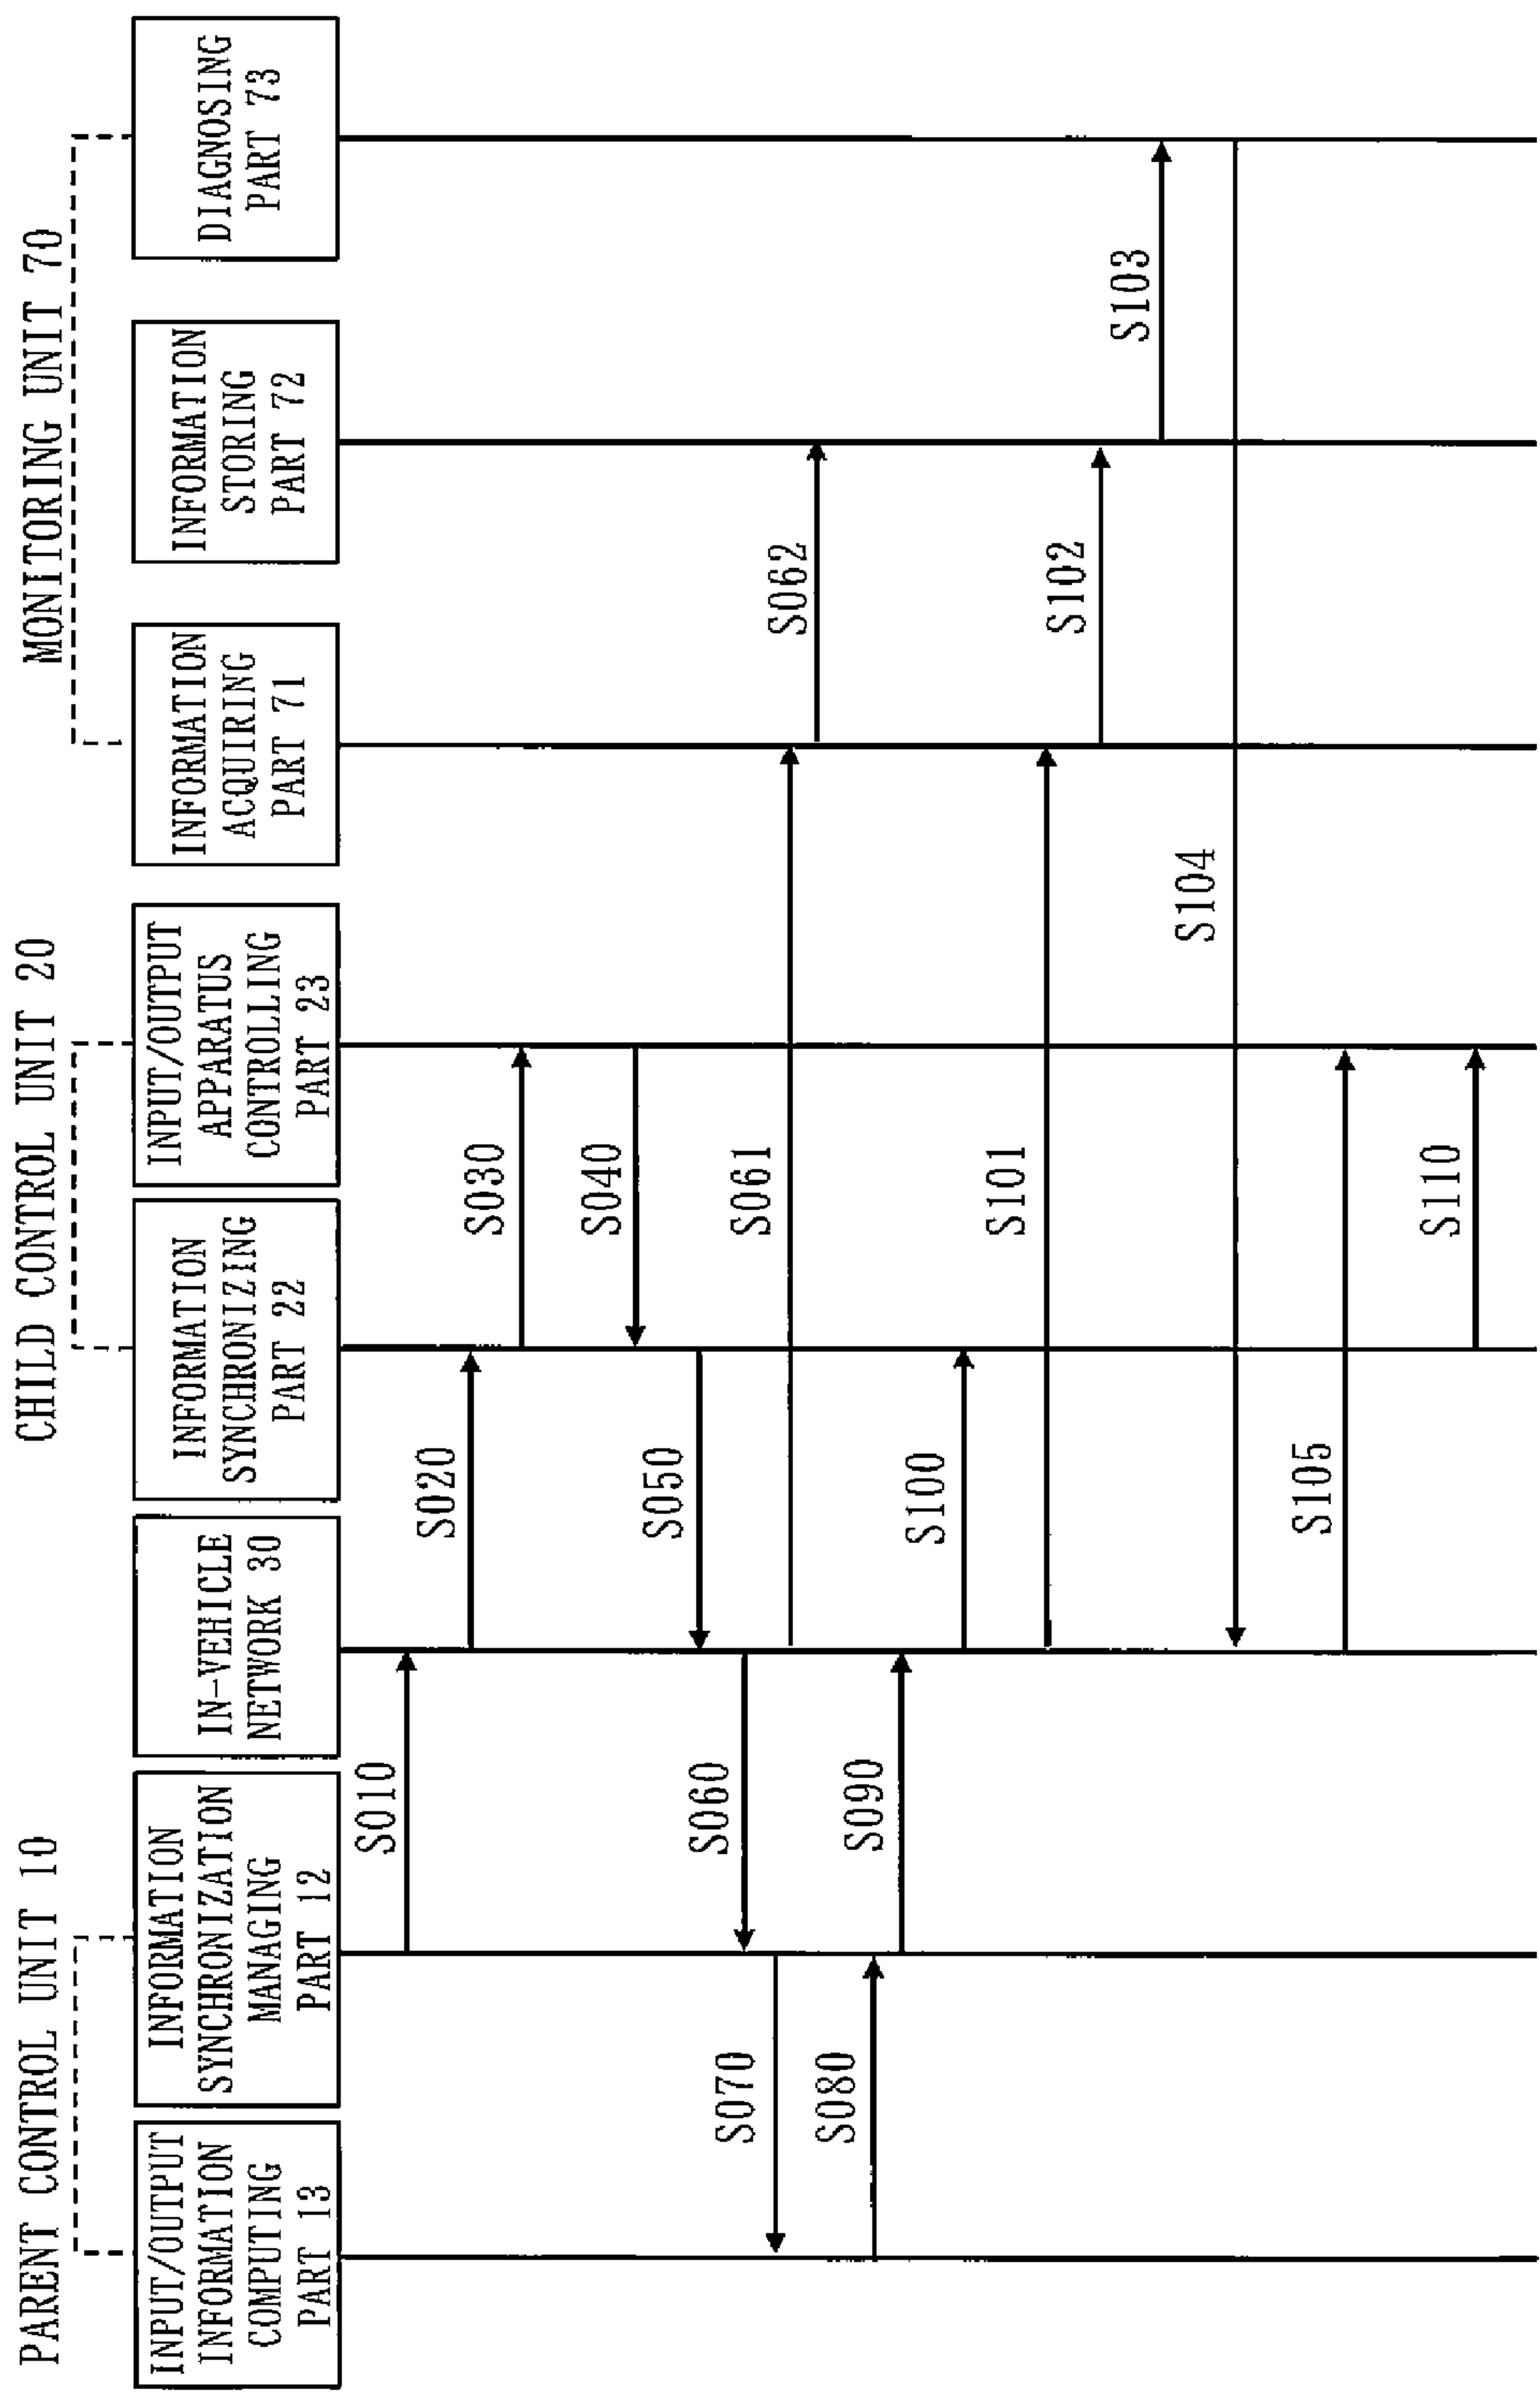 PARENT CONTROL UNIT 10
CHILD CONTROL UNIT 20
MONITORING UNIT 70
INPUT/OUTPUT
INFORMATION
COMPUTING
PART 13
INFORMATION
SYNCHRONIZATION
MANAGING
PART 12
IN-VEHICLE
NETWORK 30
INFORMATION
SYNCHRONIZING
PART 22
INPUT/OUTPUT
APPARATUS
CONTROLLING
PART 23
INFORMATION
ACQUIRING
PART 71
INFORMATION
STORING
PART 72
DIAGNOSING
PART 73
S010
S020
S030
S040
S050
S060
S070
S061
S062
S080
S090
S100
S101
S102
S103
S104
S105
S110